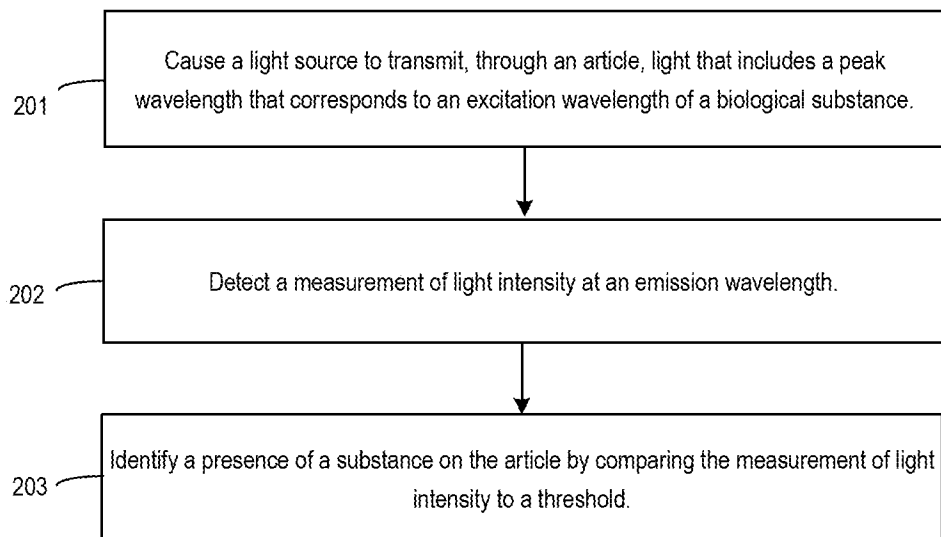 201
Cause a light source to transmit, through an article, light that includes a peak
wavelength that corresponds to an excitation wavelength of a biological substance.
202
Detect a measurement of light intensity at an emission wavelength.
203
Identify a presence of a substance on the article by comparing the measurement of light
intensity to a threshold.